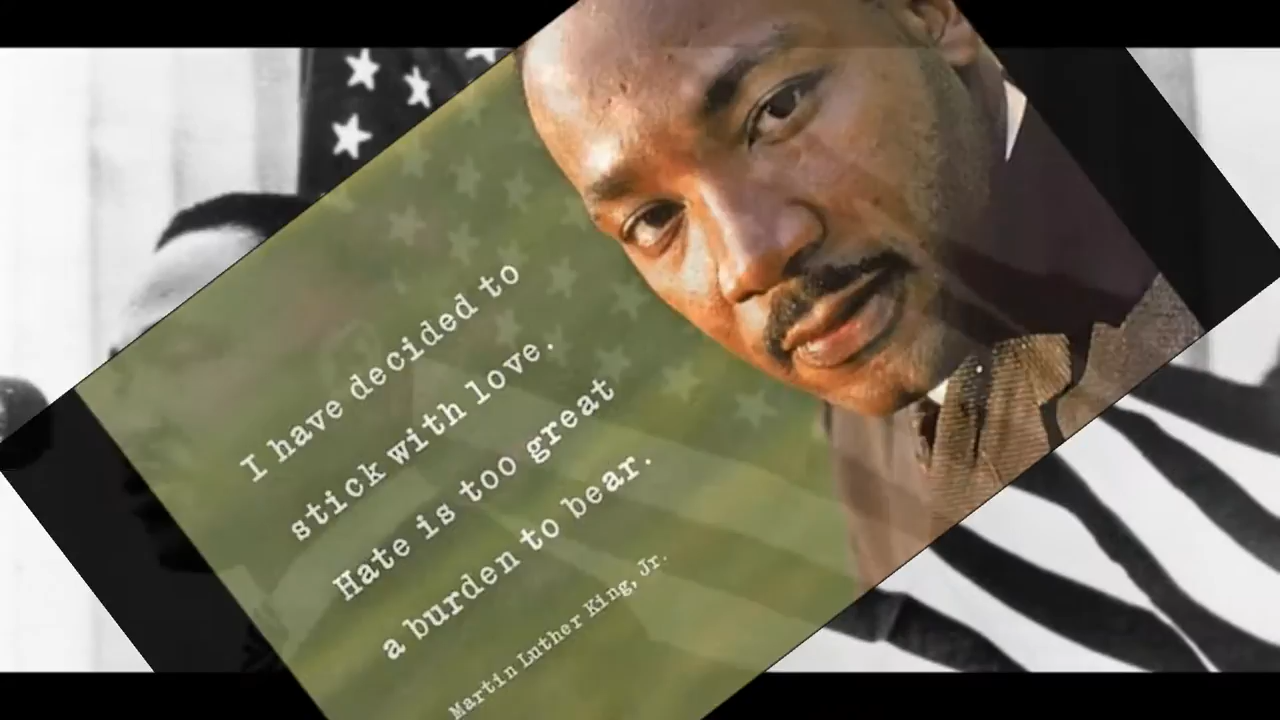 I have decided to
stick with love.
Hate is too great
a burden to bear.
Martin Luther King, Jr.